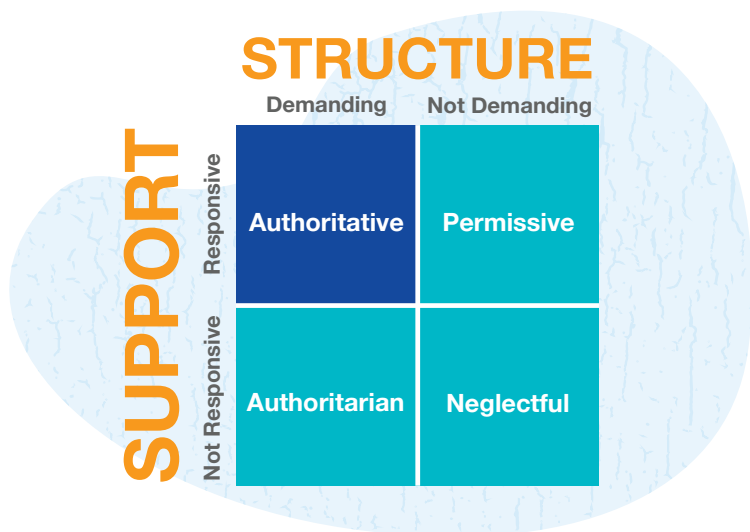 STRUCTURE
Demanding
Not Demanding
SUPPORT
Responsive
Authoritative
Permissive
Not Responsive
Authoritarian
Neglectful